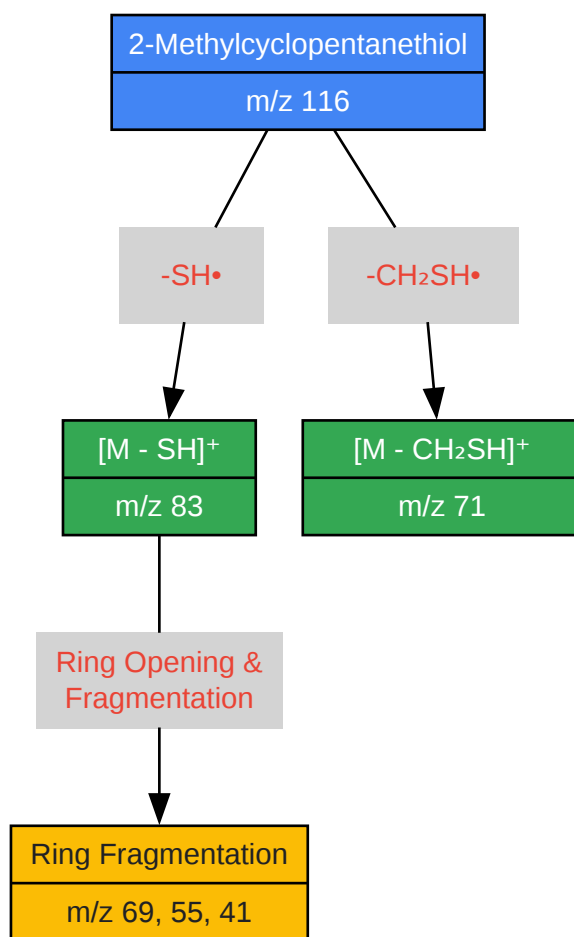 2-Methylcyclopentanethiol
m/z 116
-SH•
-CH₂SH•
[M - SH]⁺
m/z 83
[M - CH₂SH]⁺
m/z 71
Ring Opening &
Fragmentation
Ring Fragmentation
m/z 69, 55, 41